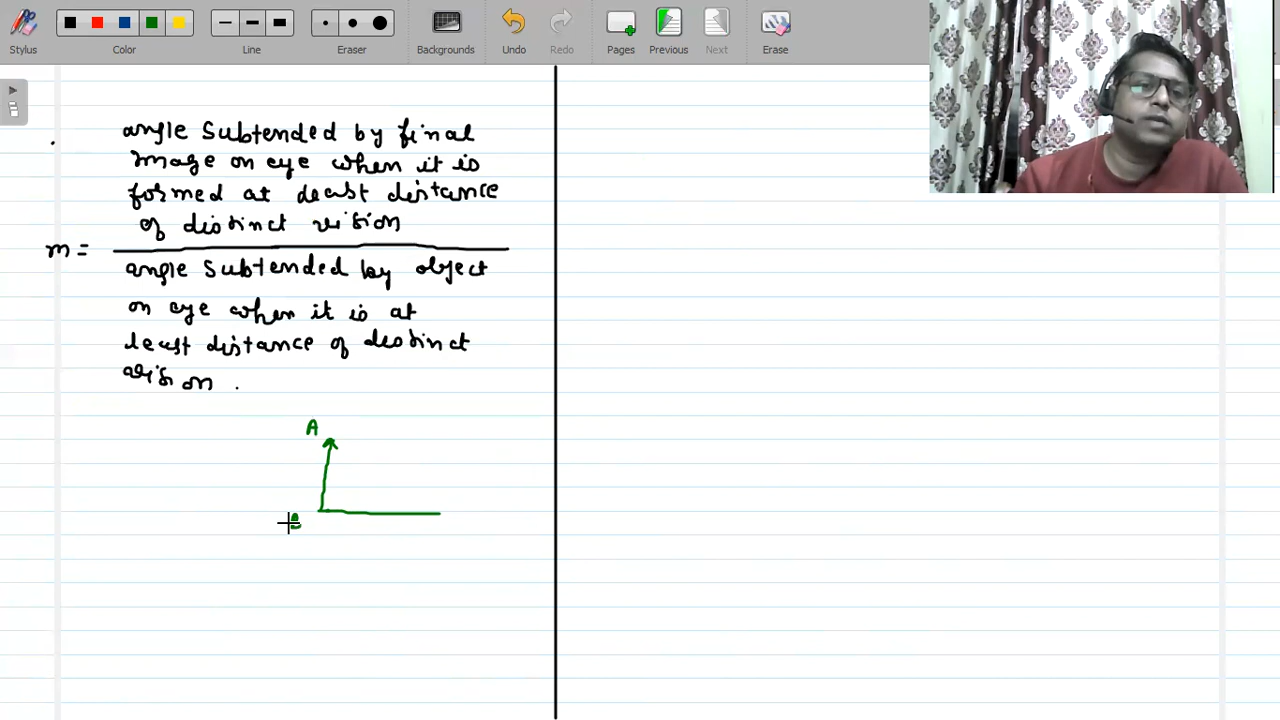 Stylus
Color
Line
Eraser
Backgrounds
Undo
Redo
Pages
Previous
Next
Erase
angle Subtended by final
Image on eye when it is
formed at least distance
of distinct vision
m =
angle Subtended by object
on eye when it is at
least distance of distinct
vision .
A
B